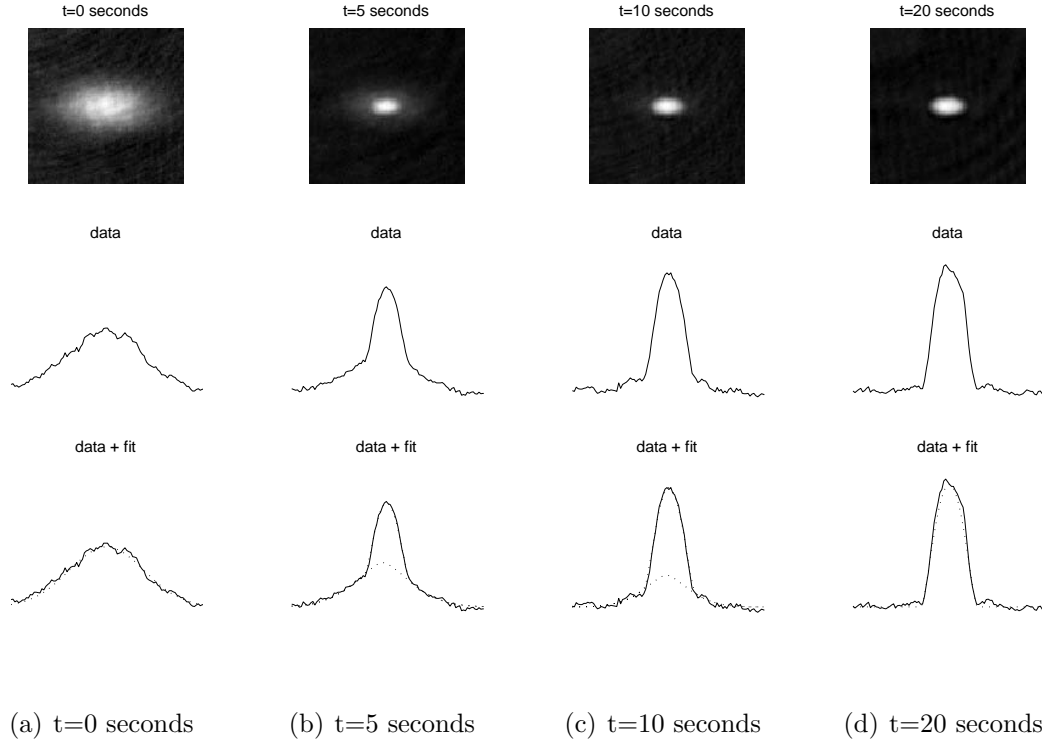 t=0 seconds
t=5 seconds
t=10 seconds
t=20 seconds
data
data
data
data
data + fit
data + fit
data + fit
data + fit
(a) t=0 seconds
(b) t=5 seconds
(c) t=10 seconds
(d) t=20 seconds